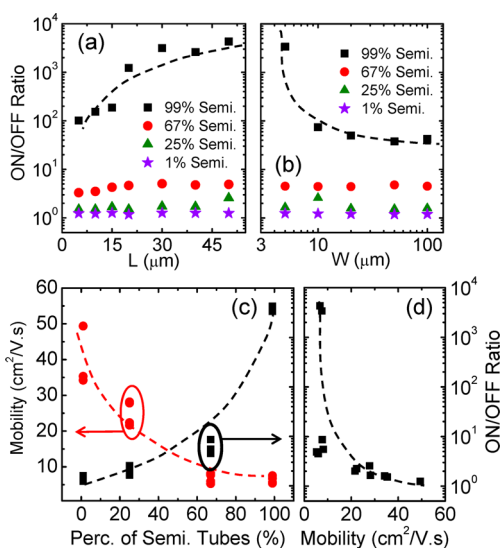 (a)
ON/OFF Ratio
10⁴
10³
10²
10¹
10⁰
99% Semi.
67% Semi.
25% Semi.
1% Semi.
0 10 20 30 40 50
L (μm)
99% Semi.
67% Semi.
25% Semi.
1% Semi.
(b)
3 10 100
W (μm)
(c)
Mobility (cm²/V.s)
60
50
40
30
20
10
0 20 40 60 80 100
Perc. of Semi. Tubes (%)
(d)
10⁴
10³
10²
10¹
10⁰
ON/OFF Ratio
0 20 40 60
Mobility (cm²/V.s)